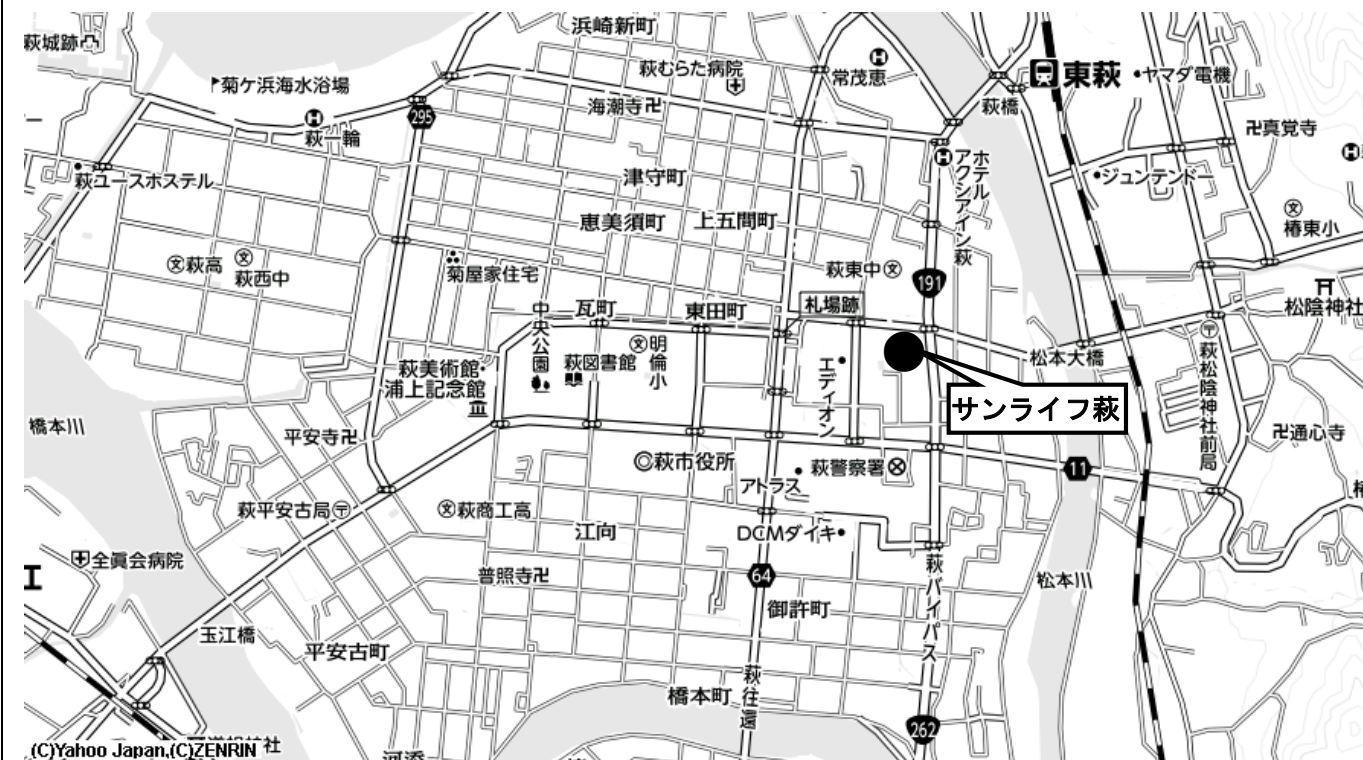 浜崎新町
萩城跡
萩むらた病院
常茂恵
東萩
ヤマダ電機
菊ケ浜海水浴場
海潮寺
萩橋
295
萩一輪
真覚寺
ホテル
アクシアイン萩
萩ユースホステル
津守町
ジュンテンドー
恵美須町
上五間町
椿東小
萩高
萩西中
菊屋家住宅
萩東中
191
松陰神社
中央公園
瓦町
東田町
札場跡
萩美術館・
浦上記念館
萩図書館
明倫小
エディオン
松本大橋
萩松陰神社前局
サンライフ萩
橋本川
平安寺
通心寺
萩市役所
萩警察署
11
アトラス
萩平安古局
萩商工高
江向
DCMダイキ
全眞会病院
江
普照寺
64
萩バイパス
松本川
御許町
玉江橋
平安古町
橋本町
萩往還
262
河添
(C)Yahoo Japan,(C)ZENRIN